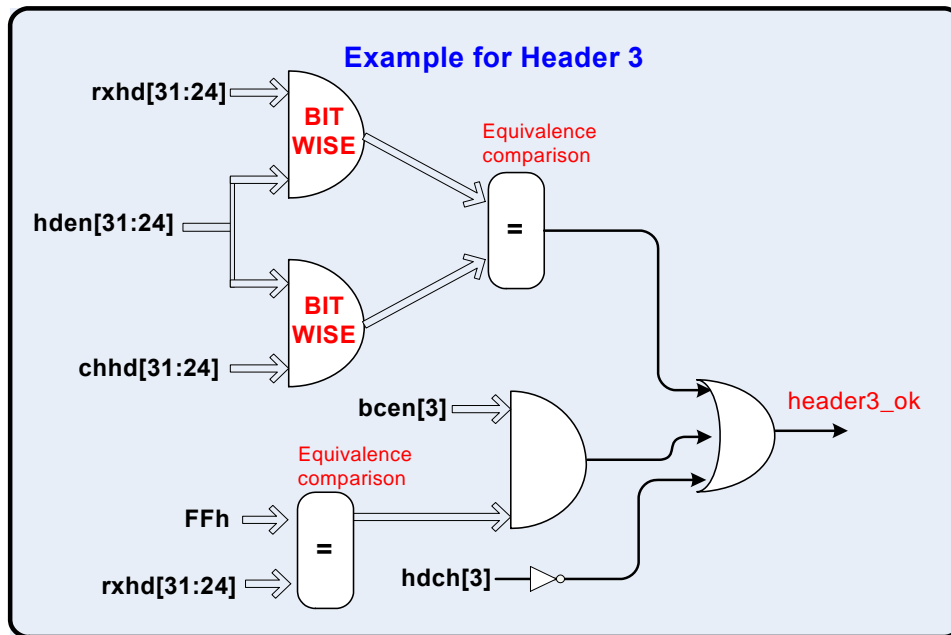 Example for Header 3
rxhd[31:24]
BIT
WISE
Equivalence
comparison
hden[31:24]
=
BIT
WISE
chhd[31:24]
bcen[3]
header3_ok
Equivalence
comparison
FFh
=
rxhd[31:24]
hdch[3]